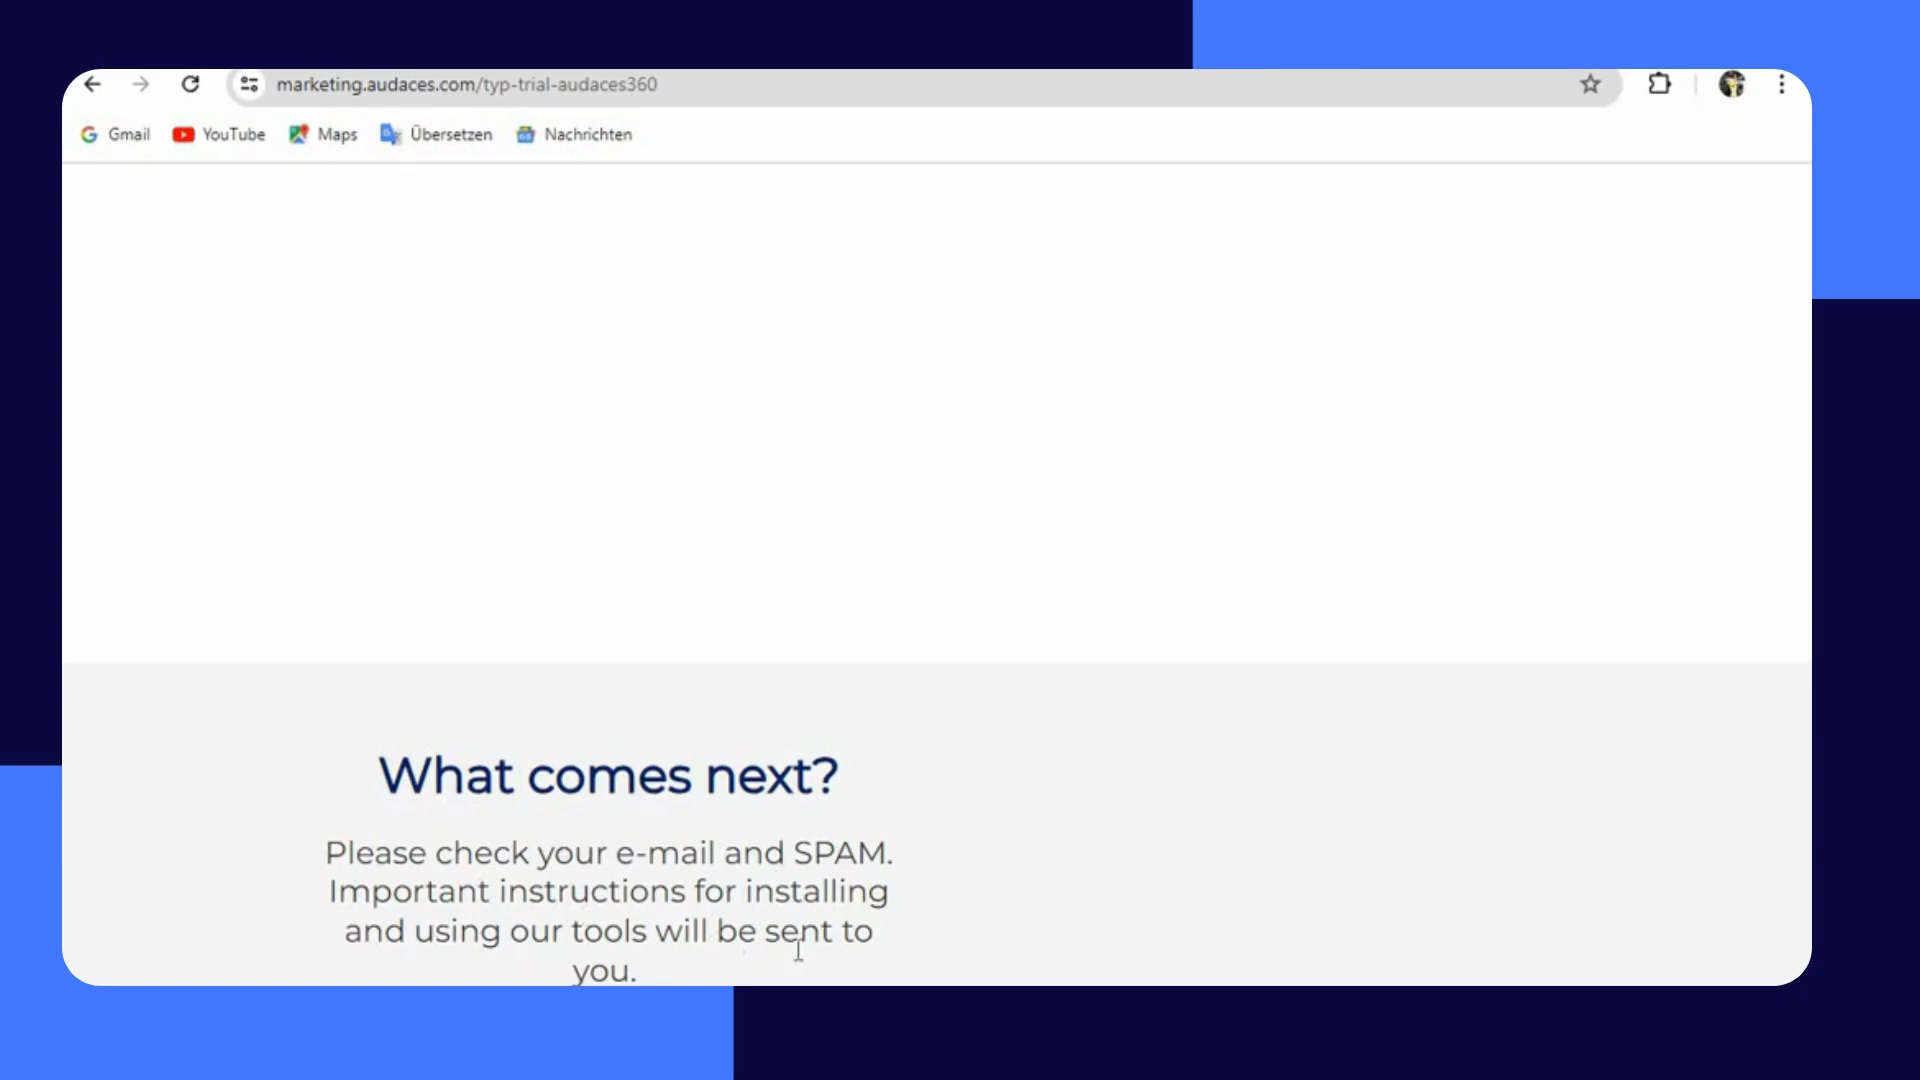 marketing.audaces.com/typ-trial-audaces360
Gmail YouTube Maps Übersetzen Nachrichten
What comes next?
Please check your e-mail and SPAM.
Important instructions for installing
and using our tools will be sent to
you.